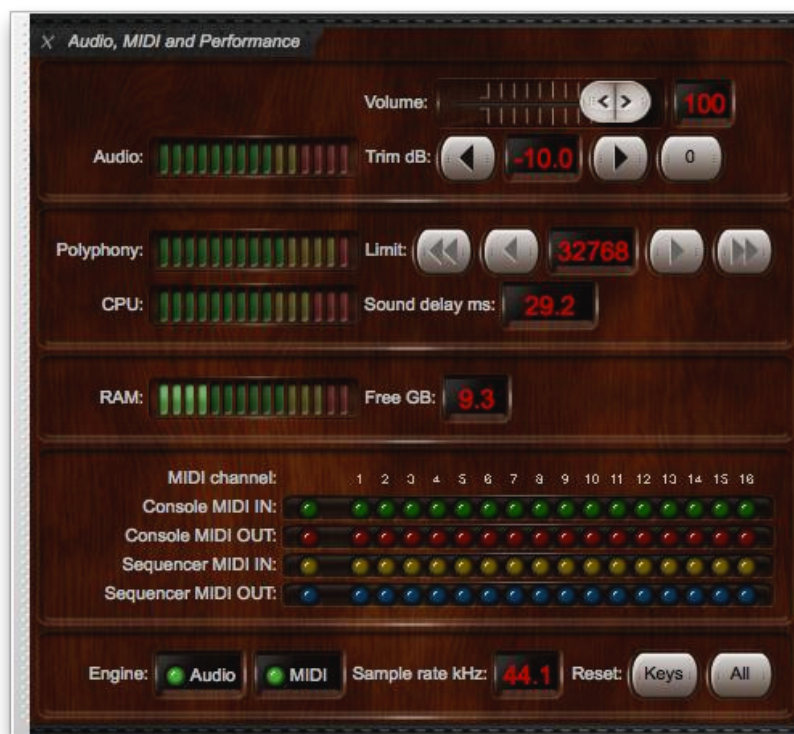 Audio, MIDI and Performance
Volume: 100
Audio: Trim dB: -10.0 0
Polyphony: Limit: 32768
CPU: Sound delay ms: 29.2
RAM: Free GB: 9.3
MIDI channel: 1 2 3 4 5 6 7 8 9 10 11 12 13 14 15 16
Console MIDI IN:
Console MIDI OUT:
Sequencer MIDI IN:
Sequencer MIDI OUT:
Engine: Audio MIDI Sample rate kHz: 44.1 Reset: Keys All